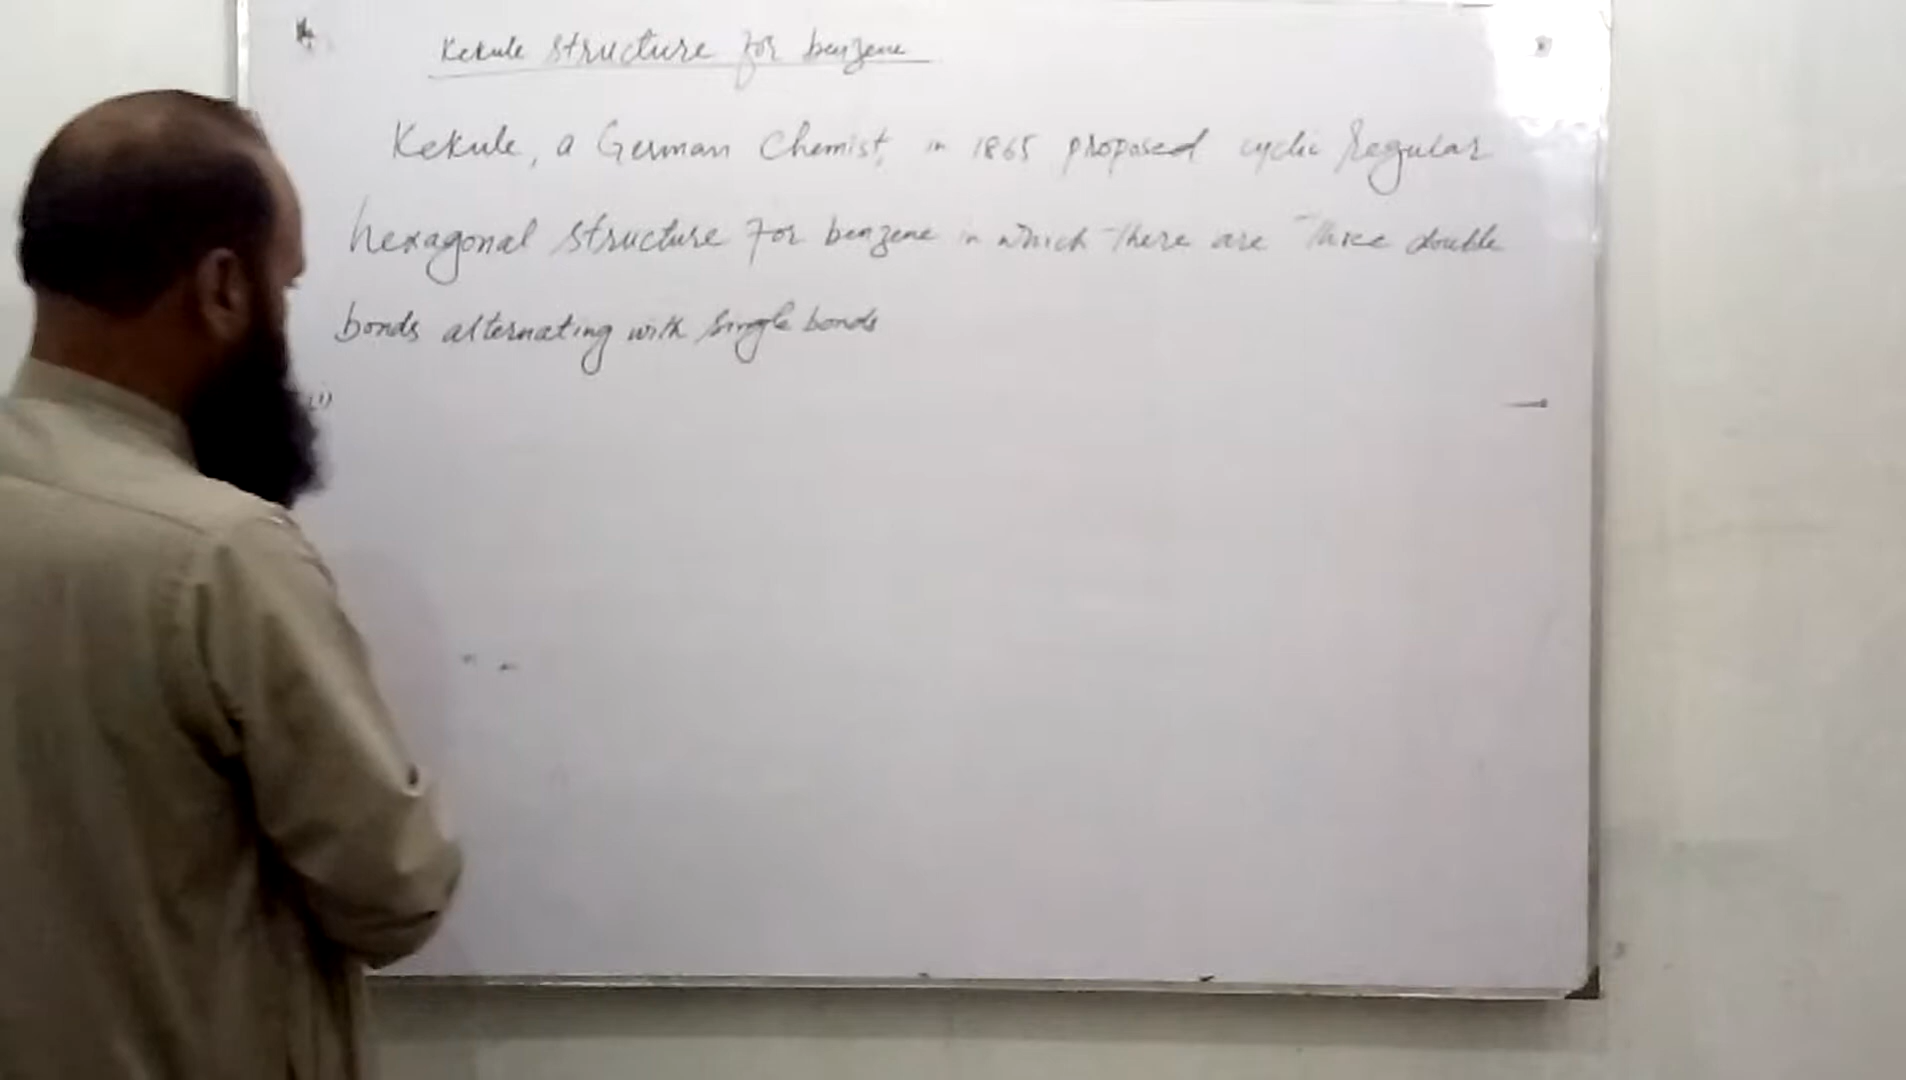 Kekule structure for benzene
Kekule, a German Chemist, in 1865 proposed cyclic regular
hexagonal structure for benzene in which there are three double
bonds alternating with single bonds
(i)